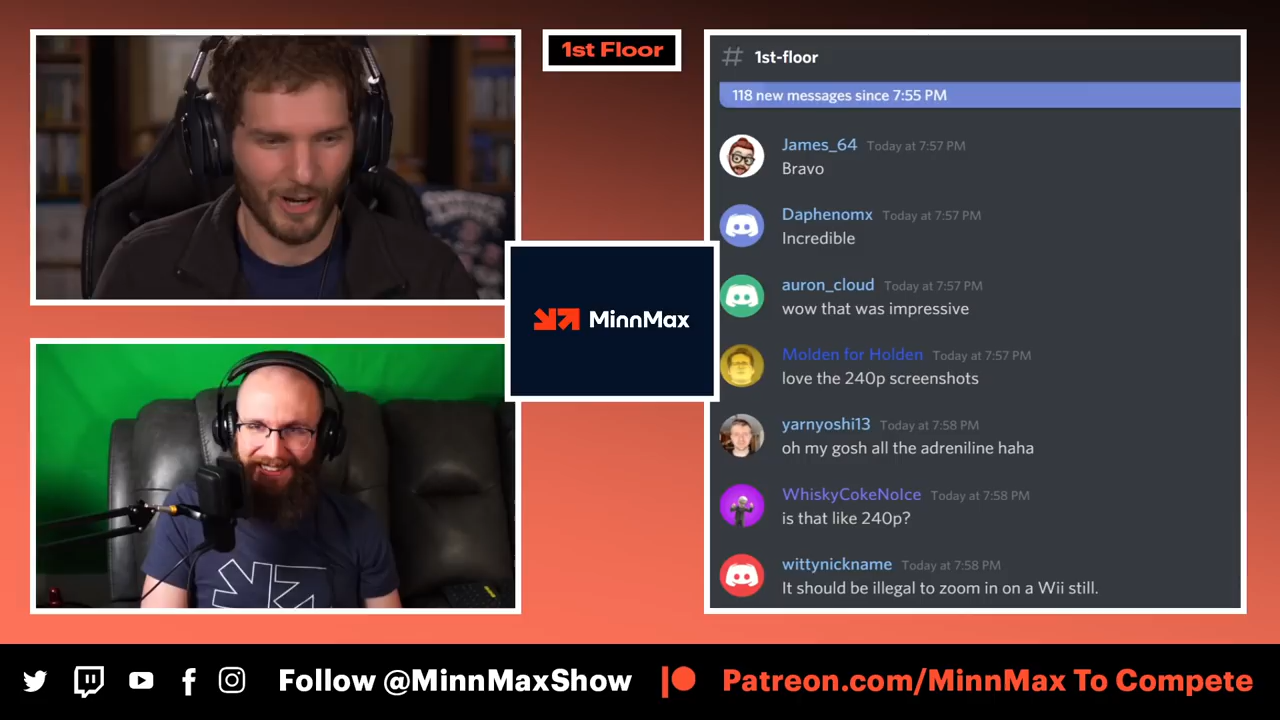 1st Floor
# 1st-floor
118 new messages since 7:55 PM
James_64 Today at 7:57 PM
Bravo
Daphenomx Today at 7:57 PM
Incredible
auron_cloud Today at 7:57 PM
wow that was impressive
Molden for Holden Today at 7:57 PM
love the 240p screenshots
yarnyoshi13 Today at 7:58 PM
oh my gosh all the adreniline haha
WhiskyCokeNoIce Today at 7:58 PM
is that like 240p?
wittynickname Today at 7:58 PM
It should be illegal to zoom in on a Wii still.
MinnMax
Follow @MinnMaxShow
Patreon.com/MinnMax To Compete